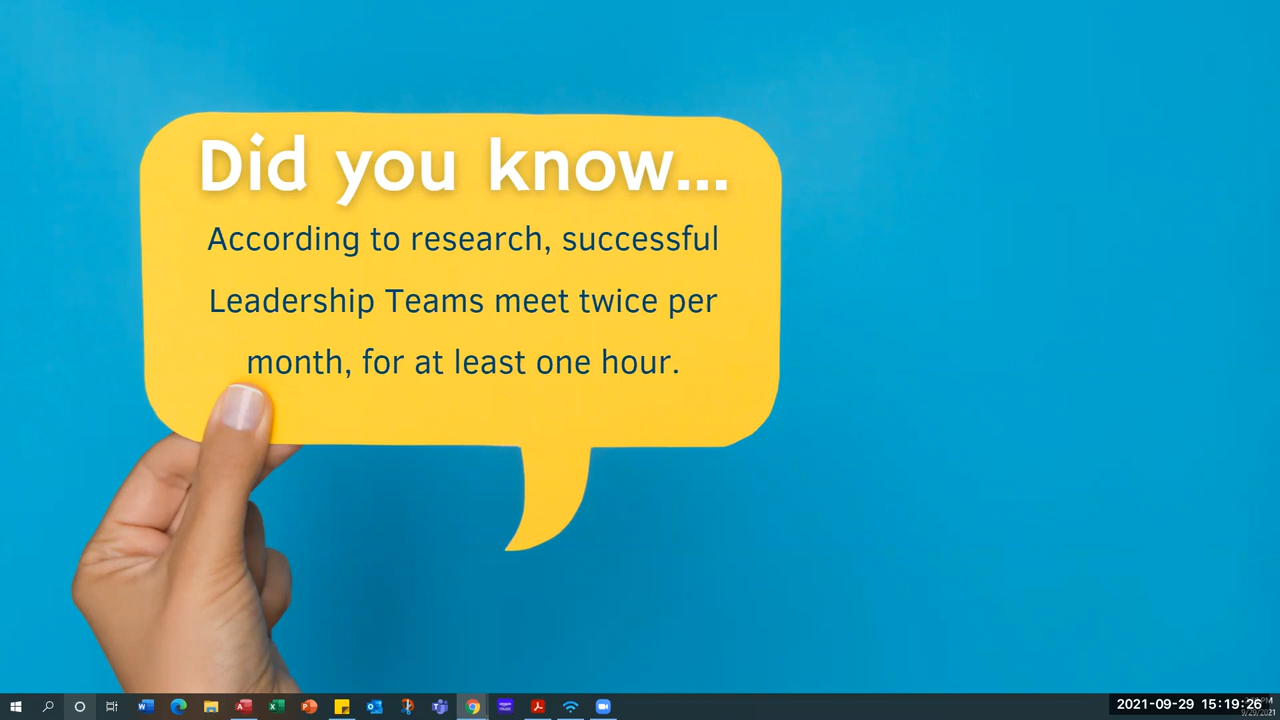 Did you know...
According to research, successful
Leadership Teams meet twice per
month, for at least one hour.
2021-09-29 15:19:26